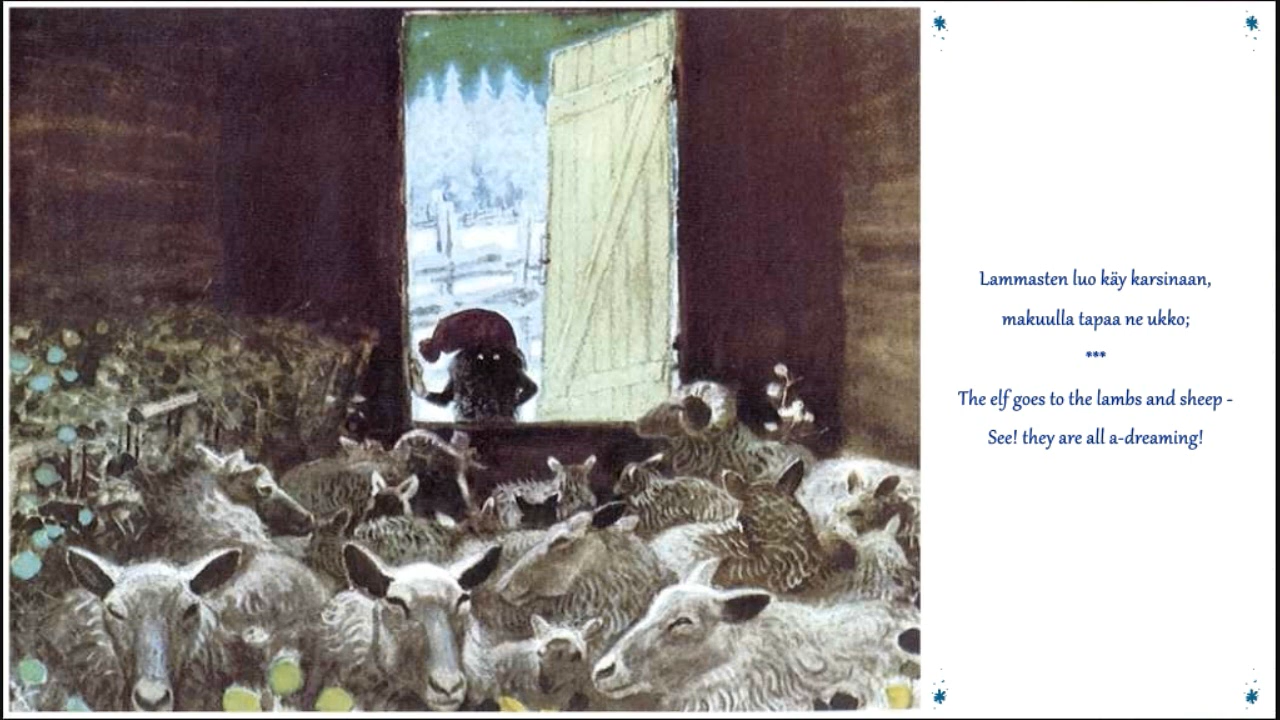 Lammasten luo käy karsinaan,
makuulla tapaa ne ukko;
***
The elf goes to the lambs and sheep -
See! they are all a-dreaming!